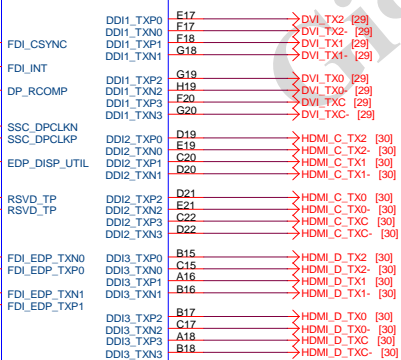 DDI1_TXP0 E17 DVI_TX2 [29]
DDI1_TXN0 F17 DVI_TX2- [29]
FDI_CSYNC DDI1_TXP1 F18 DVI_TX1 [29]
DDI1_TXN1 G18 DVI_TX1- [29]
FDI_INT
DDI1_TXP2 G19 DVI_TX0 [29]
DP_RCOMP DDI1_TXN2 H19 DVI_TX0- [29]
DDI1_TXP3 F20 DVI_TXC [29]
DDI1_TXN3 G20 DVI_TXC- [29]
SSC_DPCLKN
SSC_DPCLKP DDI2_TXP0 D19 HDMI_C_TX2 [30]
DDI2_TXN0 E19 HDMI_C_TX2- [30]
EDP_DISP_UTIL DDI2_TXP1 C20 HDMI_C_TX1 [30]
DDI2_TXN1 D20 HDMI_C_TX1- [30]
RSVD_TP DDI2_TXP2 D21 HDMI_C_TX0 [30]
RSVD_TP DDI2_TXN2 E21 HDMI_C_TX0- [30]
DDI2_TXP3 C22 HDMI_C_TXC [30]
DDI2_TXN3 D22 HDMI_C_TXC- [30]
FDI_EDP_TXN0 DDI3_TXP0 B15 HDMI_D_TX2 [30]
FDI_EDP_TXP0 DDI3_TXN0 C15 HDMI_D_TX2- [30]
DDI3_TXP1 A16 HDMI_D_TX1 [30]
FDI_EDP_TXN1 DDI3_TXN1 B16 HDMI_D_TX1- [30]
FDI_EDP_TXP1
DDI3_TXP2 B17 HDMI_D_TX0 [30]
DDI3_TXN2 C17 HDMI_D_TX0- [30]
DDI3_TXP3 A18 HDMI_D_TXC [30]
DDI3_TXN3 B18 HDMI_D_TXC- [30]